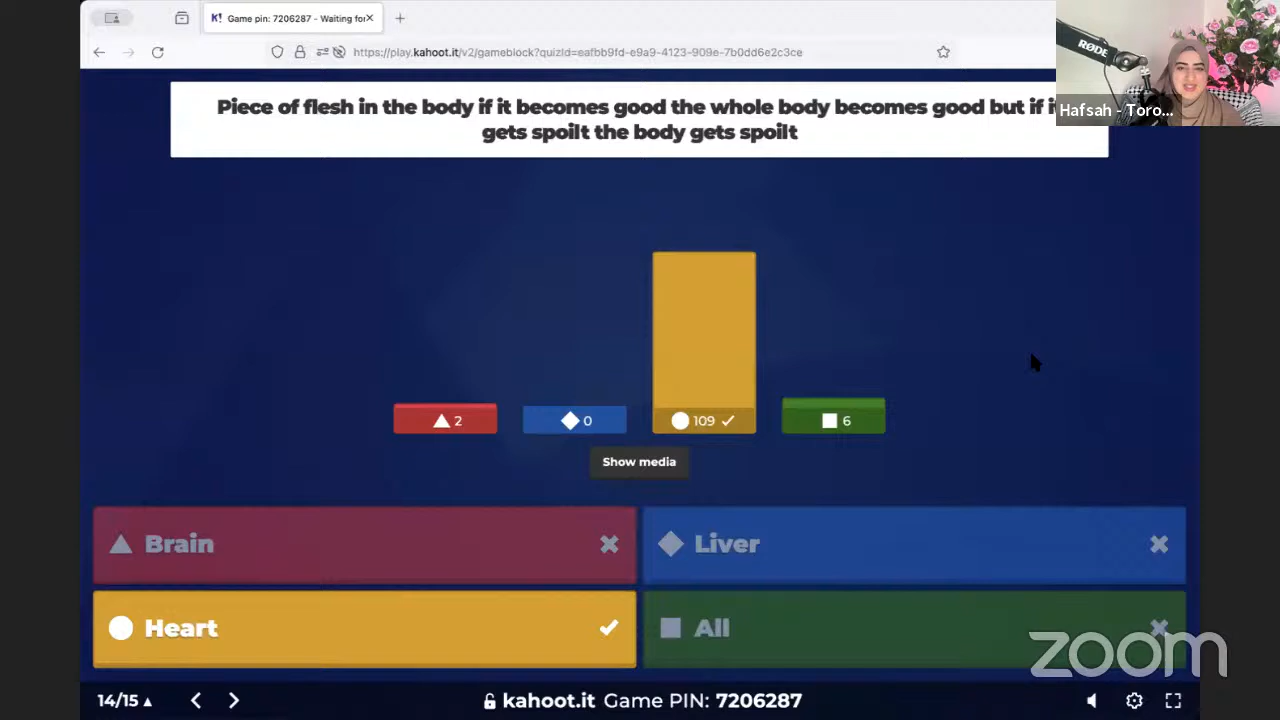 K! Game pin: 7206287 - Waiting for
https://play.kahoot.it/v2/gameblock?quizId=eafbb9fd-e9a9-4123-909e-7b0dd6e2c3ce
RØDE
Hafsah - Toro...
Piece of flesh in the body if it becomes good the whole body becomes good but if
gets spoilt the body gets spoilt
2
0
109
6
Show media
Brain
Liver
Heart
All
zoom
14/15
kahoot.it Game PIN: 7206287